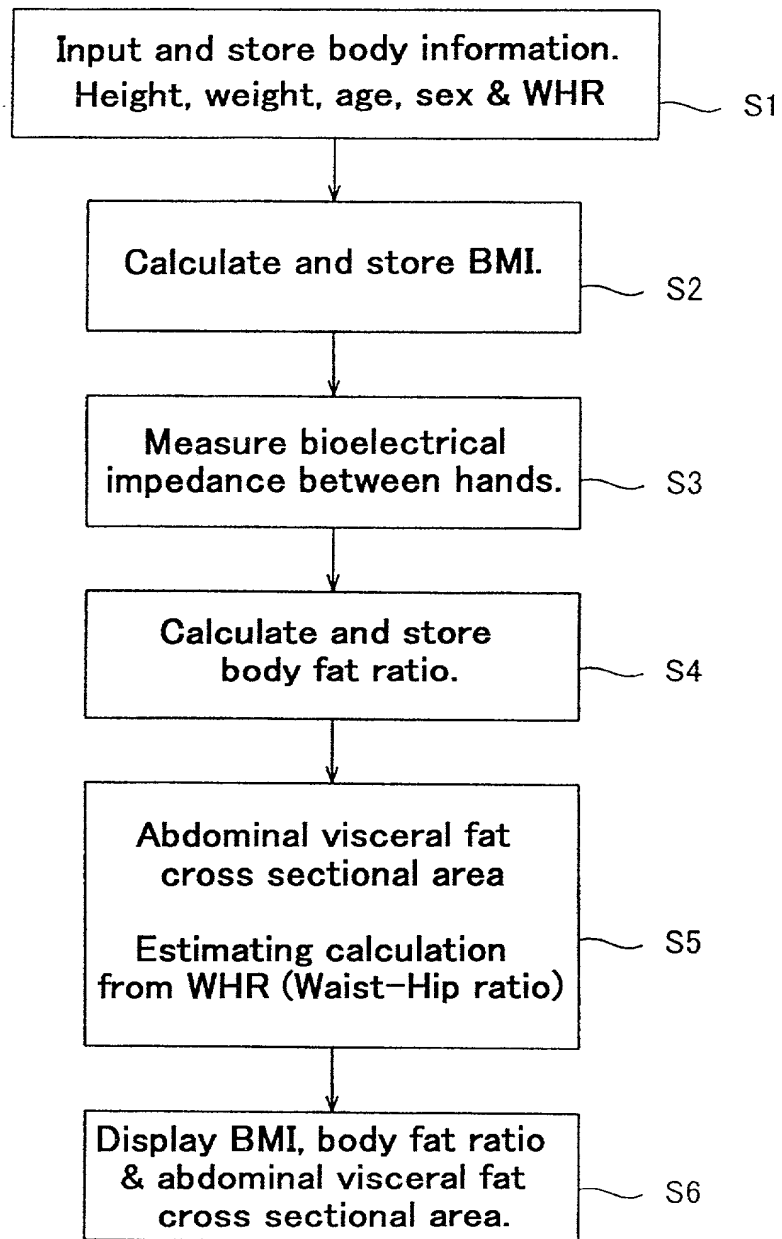 Input and store body information.
Height, weight, age, sex & WHR
S1
Calculate and store BMI.
S2
Measure bioelectrical
impedance between hands.
S3
Calculate and store
body fat ratio.
S4
Abdominal visceral fat
cross sectional area
Estimating calculation
from WHR (Waist-Hip ratio)
S5
Display BMI, body fat ratio
& abdominal visceral fat
cross sectional area.
S6